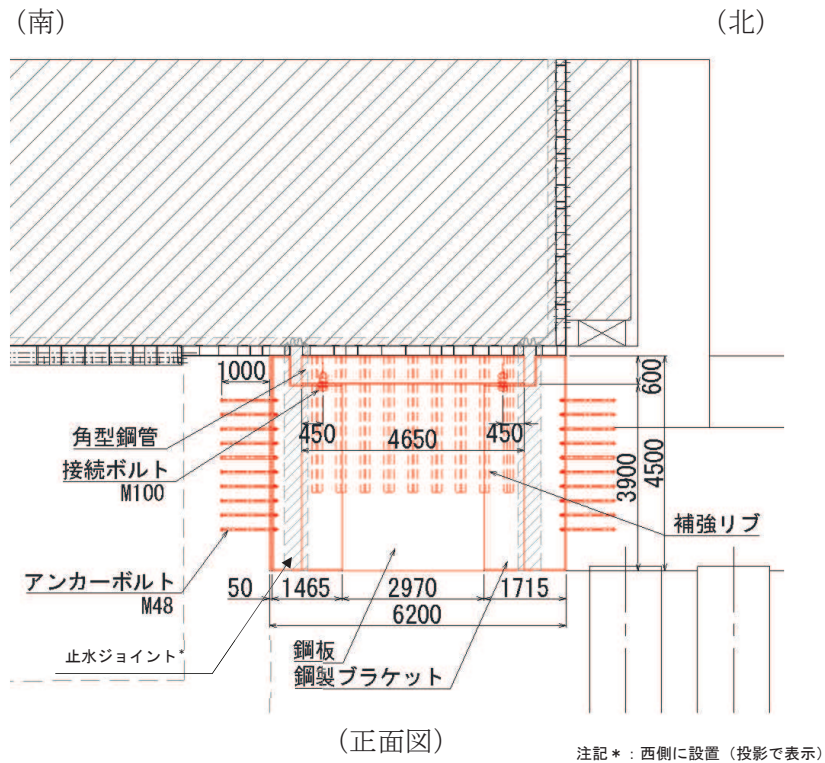 (南)
(北)
1000
600
角型鋼管
450
4650
450
接続ボルト
M100
3900
4500
補強リブ
アンカーボルト
M48
50
1465
2970
1715
6200
止水ジョイント*
鋼板
鋼製ブラケット
(正面図)
注記*:西側に設置(投影で表示)